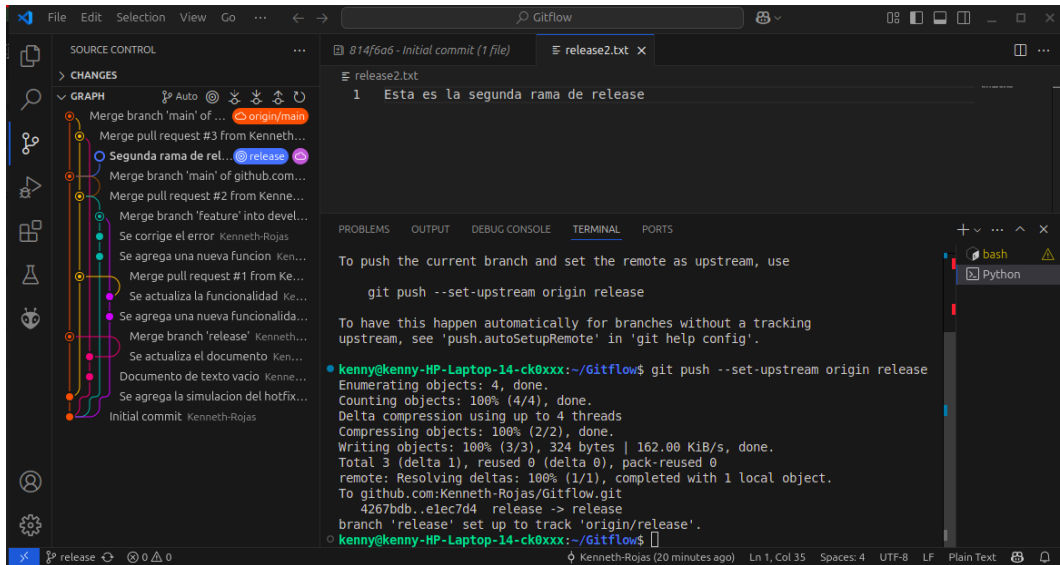 File Edit Selection View Go ··· ← → Gitflow
SOURCE CONTROL ···
CHANGES
GRAPH Auto
Merge branch 'main' of ... origin/main
Merge pull request #3 from Kenneth...
Segunda rama de rel... release
Merge branch 'main' of github.com...
Merge pull request #2 from Kenne...
Merge branch 'feature' into devel...
Se corrige el error Kenneth-Rojas
Se agrega una nueva funcion Ken...
Merge pull request #1 from Ke...
Se actualiza la funcionalidad Ke...
Se agrega una nueva funcionalida...
Merge branch 'release' Kenneth...
Se actualiza el documento Ken...
Documento de texto vacio Kenne...
Se agrega la simulacion del hotfix...
Initial commit Kenneth-Rojas
814f6a6 - Initial commit (1 file) release2.txt
release2.txt
1 Esta es la segunda rama de release
PROBLEMS OUTPUT DEBUG CONSOLE TERMINAL PORTS
bash
Python
To push the current branch and set the remote as upstream, use
git push --set-upstream origin release
To have this happen automatically for branches without a tracking
upstream, see 'push.autoSetupRemote' in 'git help config'.
kenny@kenny-HP-Laptop-14-ck0xxx:~/Gitflow$ git push --set-upstream origin release
Enumerating objects: 4, done.
Counting objects: 100% (4/4), done.
Delta compression using up to 4 threads
Compressing objects: 100% (2/2), done.
Writing objects: 100% (3/3), 324 bytes | 162.00 KiB/s, done.
Total 3 (delta 1), reused 0 (delta 0), pack-reused 0
remote: Resolving deltas: 100% (1/1), completed with 1 local object.
To github.com:Kenneth-Rojas/Gitflow.git
4267bdb..e1ec7d4 release -> release
branch 'release' set up to track 'origin/release'.
kenny@kenny-HP-Laptop-14-ck0xxx:~/Gitflow$
release 0 0 Kenneth-Rojas (20 minutes ago) Ln 1, Col 35 Spaces: 4 UTF-8 LF Plain Text